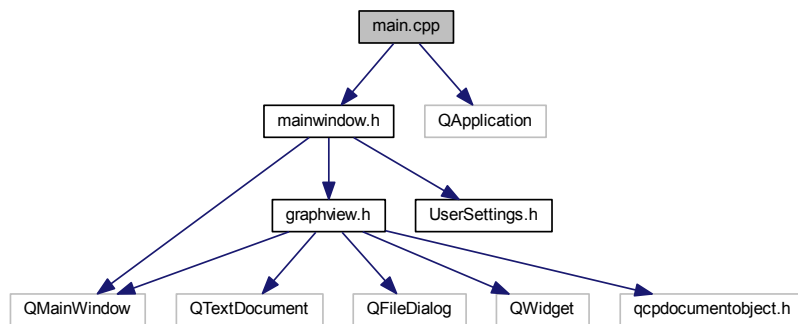 main.cpp
mainwindow.h
QApplication
graphview.h
UserSettings.h
QMainWindow
QTextDocument
QFileDialog
QWidget
qcpdocumentobject.h